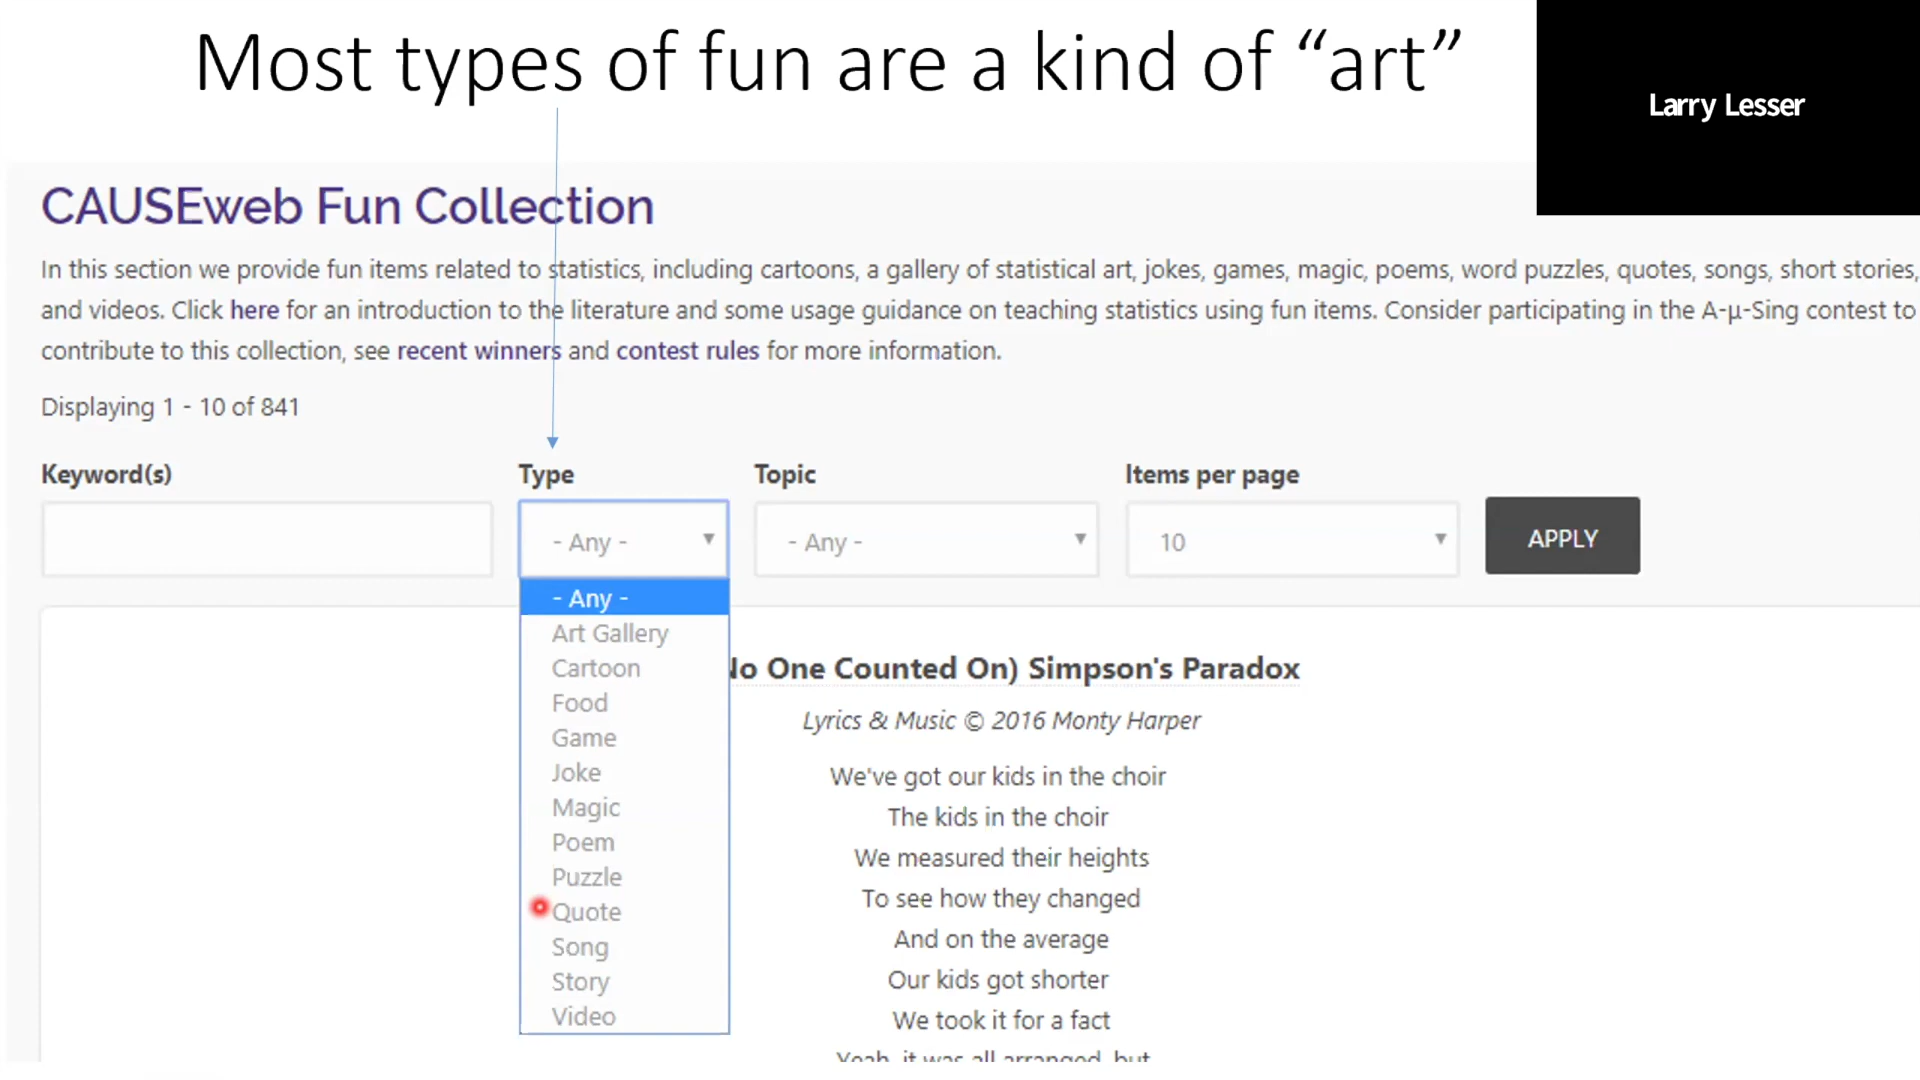 Most types of fun are a kind of “art”
Larry Lesser
CAUSEweb Fun Collection
In this section we provide fun items related to statistics, including cartoons, a gallery of statistical art, jokes, games, magic, poems, word puzzles, quotes, songs, short stories,
and videos. Click here for an introduction to the literature and some usage guidance on teaching statistics using fun items. Consider participating in the A-μ-Sing contest to
contribute to this collection, see recent winners and contest rules for more information.
Displaying 1 - 10 of 841
Keyword(s)
Type
Topic
Items per page
- Any -
- Any -
10
APPLY
- Any -
Art Gallery
Cartoon
Food
Game
Joke
Magic
Poem
Puzzle
Quote
Song
Story
Video
No One Counted On) Simpson's Paradox
Lyrics & Music © 2016 Monty Harper
We've got our kids in the choir
The kids in the choir
We measured their heights
To see how they changed
And on the average
Our kids got shorter
We took it for a fact
Yeah, it was all arranged, but